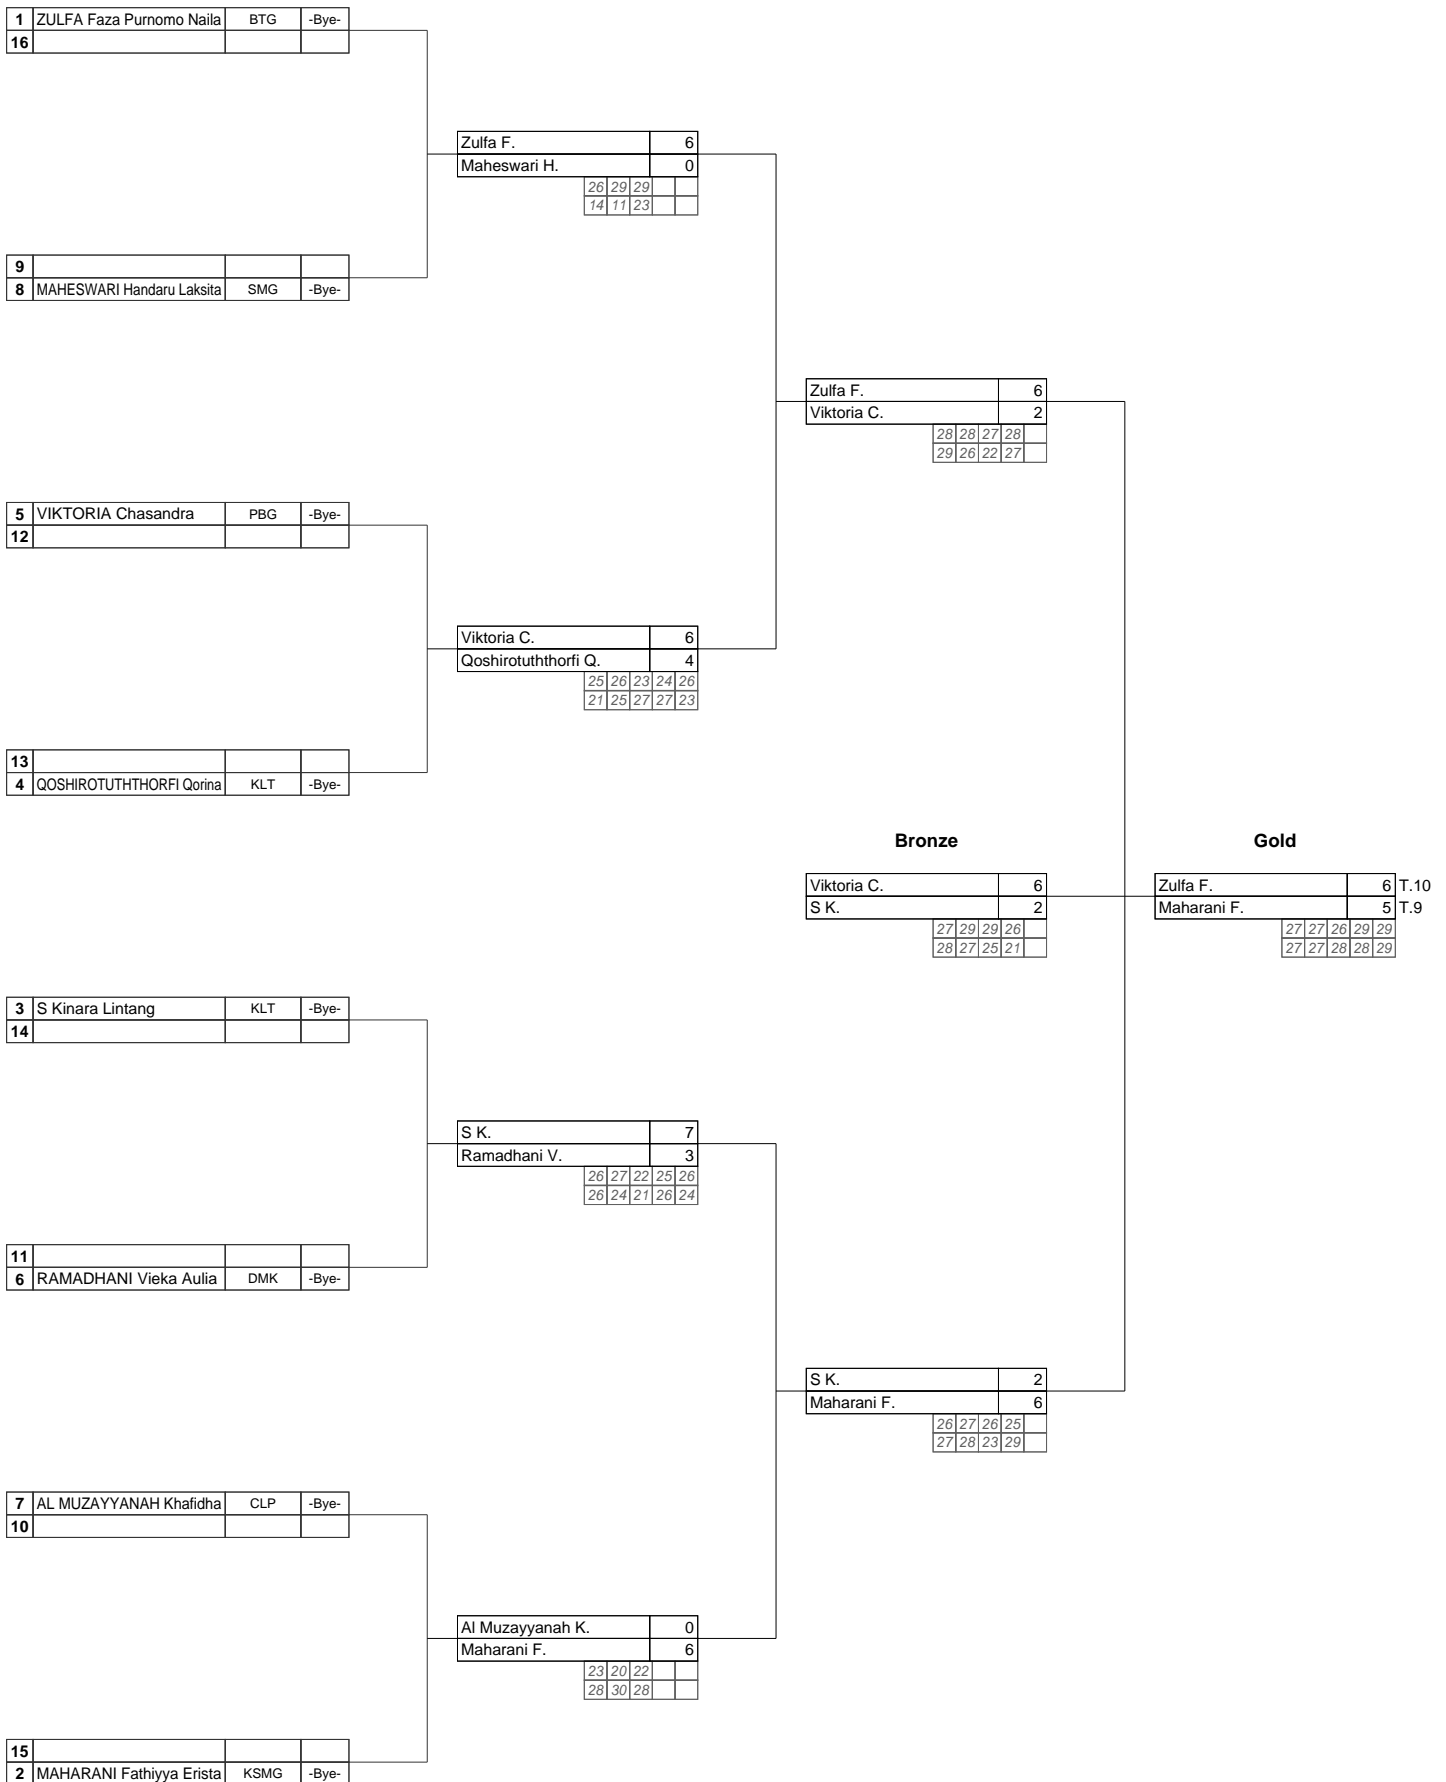 1 ZULFA Faza Purnomo Naila BTG -Bye-
16
Zulfa F. 6
Maheswari H. 0
26 29 29
14 11 23
9
8 MAHESWARI Handaru Laksita SMG -Bye-
Zulfa F. 6
Viktoria C. 2
28 28 27 28
29 26 22 27
5 VIKTORIA Chasandra PBG -Bye-
12
Viktoria C. 6
Qoshirotuththorfi Q. 4
25 26 23 24 26
21 25 27 27 23
13
4 QOSHIROTUTHTHORFI Qorina KLT -Bye-
Bronze Gold
Viktoria C. 6 Zulfa F. 6 T.10
S K. 2 Maharani F. 5 T.9
27 29 29 26 27 27 26 29 29
28 27 25 21 27 27 28 28 29
3 S Kinara Lintang KLT -Bye-
14
S K. 7
Ramadhani V. 3
26 27 22 25 26
26 24 21 26 24
11
6 RAMADHANI Vieka Aulia DMK -Bye-
S K. 2
Maharani F. 6
26 27 26 25
27 28 23 29
7 AL MUZAYYANAH Khafidha CLP -Bye-
10
Al Muzayyanah K. 0
Maharani F. 6
23 20 22
28 30 28
15
2 MAHARANI Fathiyya Erista KSMG -Bye-